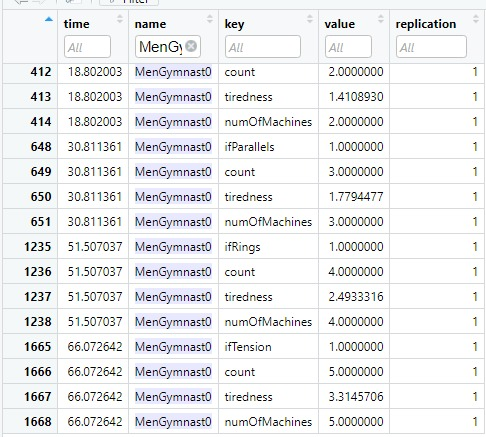 Filter
time name key value replication
All MenGy All All All
412 18.802003 MenGymnast0 count 2.0000000 1
413 18.802003 MenGymnast0 tiredness 1.4108930 1
414 18.802003 MenGymnast0 numOfMachines 2.0000000 1
648 30.811361 MenGymnast0 ifParallels 1.0000000 1
649 30.811361 MenGymnast0 count 3.0000000 1
650 30.811361 MenGymnast0 tiredness 1.7794477 1
651 30.811361 MenGymnast0 numOfMachines 3.0000000 1
1235 51.507037 MenGymnast0 ifRings 1.0000000 1
1236 51.507037 MenGymnast0 count 4.0000000 1
1237 51.507037 MenGymnast0 tiredness 2.4933316 1
1238 51.507037 MenGymnast0 numOfMachines 4.0000000 1
1665 66.072642 MenGymnast0 ifTension 1.0000000 1
1666 66.072642 MenGymnast0 count 5.0000000 1
1667 66.072642 MenGymnast0 tiredness 3.3145706 1
1668 66.072642 MenGymnast0 numOfMachines 5.0000000 1